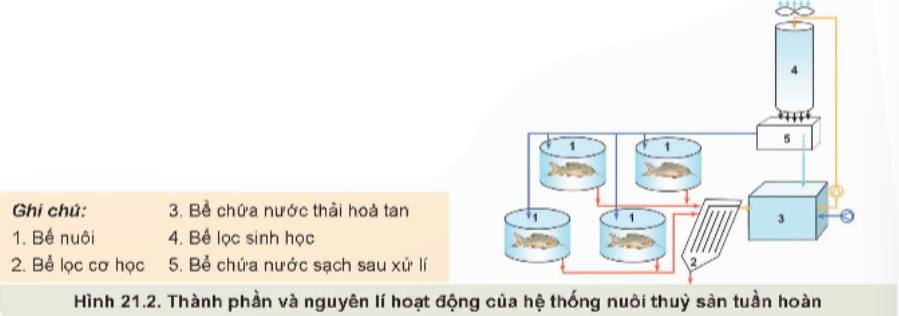 4
5
1 1
1 1
3
2
Ghi chú: 3. Bể chứa nước thải hoà tan
1. Bể nuôi 4. Bể lọc sinh học
2. Bể lọc cơ học 5. Bể chứa nước sạch sau xử lí
Hình 21.2. Thành phần và nguyên lí hoạt động của hệ thống nuôi thuỷ sản tuần hoàn